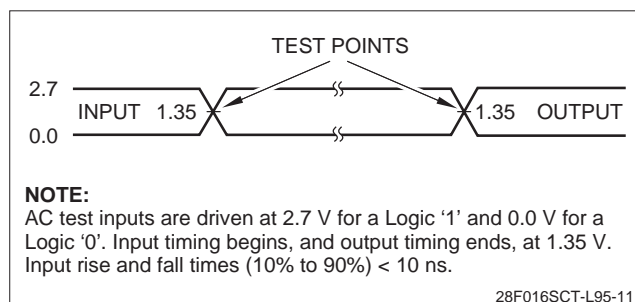 TEST POINTS
2.7
INPUT 1.35
1.35 OUTPUT
0.0
NOTE:
AC test inputs are driven at 2.7 V for a Logic ‘1’ and 0.0 V for a
Logic ‘0’. Input timing begins, and output timing ends, at 1.35 V.
Input rise and fall times (10% to 90%) < 10 ns.
28F016SCT-L95-11